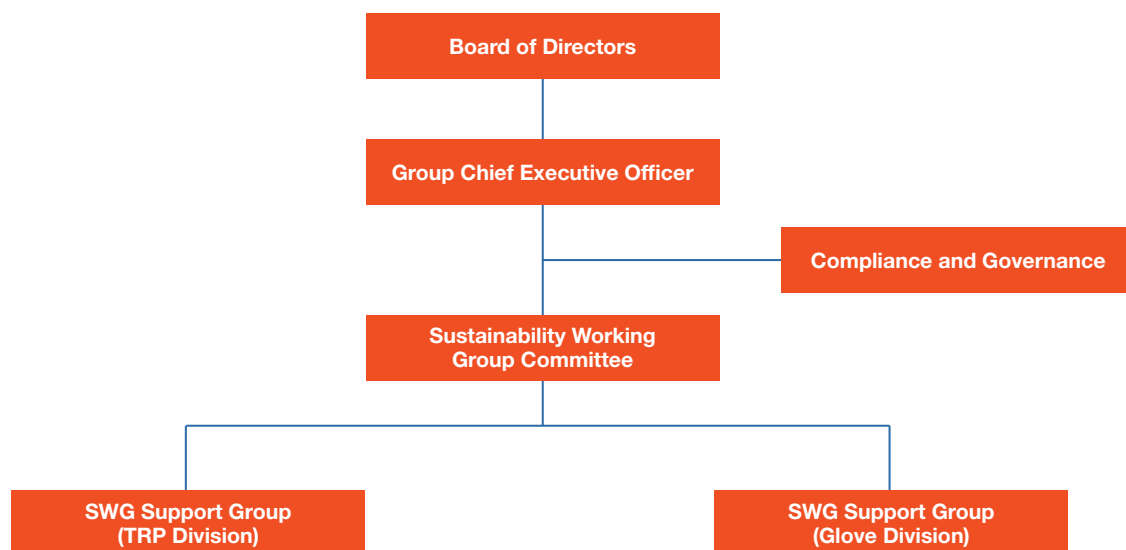 Board of Directors
Group Chief Executive Officer
Compliance and Governance
Sustainability Working
Group Committee
SWG Support Group
(TRP Division)
SWG Support Group
(Glove Division)